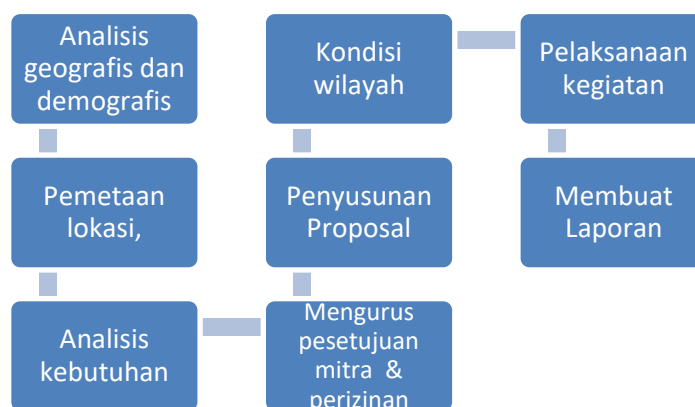 Analisis
geografis dan
demografis
Pemetaan
lokasi,
Analisis
kebutuhan
Mengurus
pesetujuan
mitra &
perizinan
Penyusunan
Proposal
Kondisi
wilayah
Pelaksanaan
kegiatan
Membuat
Laporan